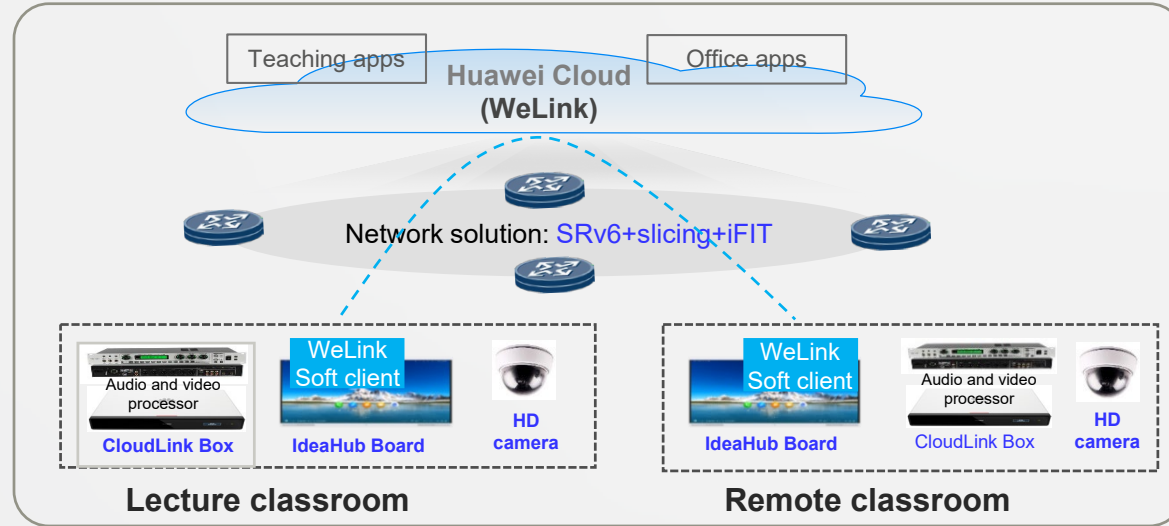 Teaching apps
Office apps
Huawei Cloud
(WeLink)
Network solution: SRv6+slicing+iFIT
Audio and video
processor
CloudLink Box
WeLink
Soft client
IdeaHub Board
HD
camera
WeLink
Soft client
IdeaHub Board
Audio and video
processor
CloudLink Box
HD
camera
Lecture classroom
Remote classroom